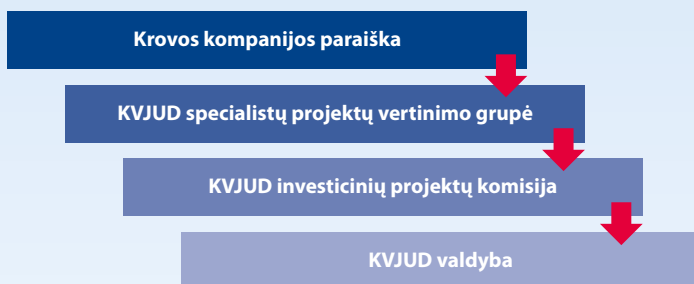 Krovos kompanijos paraiška
KVJUD specialistų projektų vertinimo grupė
KVJUD investicinių projektų komisija
KVJUD valdyba